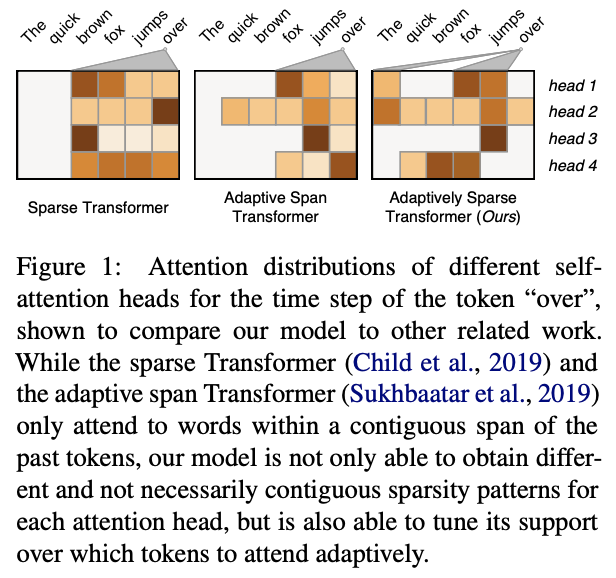 The quick brown fox jumps over The quick brown fox jumps over The quick brown fox jumps over
head 1
head 2
head 3
head 4
Sparse Transformer
Adaptive Span
Transformer
Adaptively Sparse
Transformer (Ours)
Figure 1: Attention distributions of different self-
attention heads for the time step of the token “over”,
shown to compare our model to other related work.
While the sparse Transformer (Child et al., 2019) and
the adaptive span Transformer (Sukhbaatar et al., 2019)
only attend to words within a contiguous span of the
past tokens, our model is not only able to obtain differ-
ent and not necessarily contiguous sparsity patterns for
each attention head, but is also able to tune its support
over which tokens to attend adaptively.